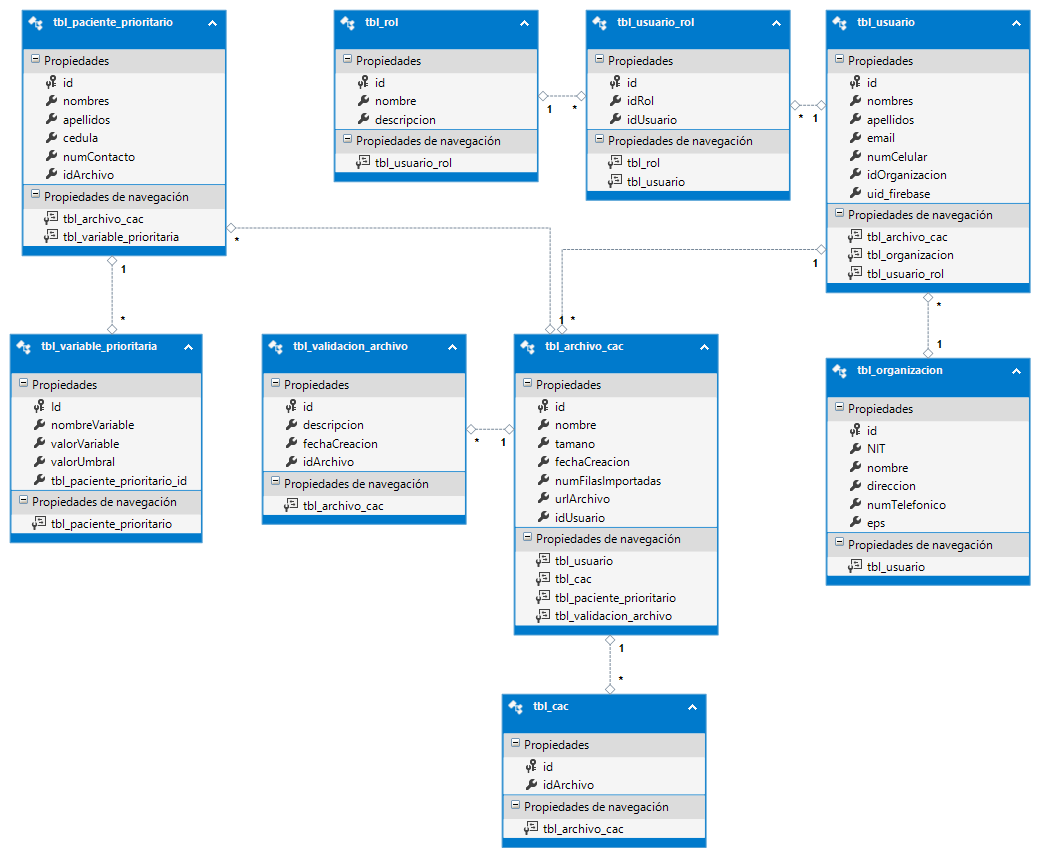 tbl_paciente_prioritario
Propiedades
id
nombres
apellidos
cedula
numContacto
idArchivo
Propiedades de navegación
tbl_archivo_cac
tbl_variable_prioritaria
tbl_rol
Propiedades
id
nombre
descripcion
Propiedades de navegación
tbl_usuario_rol
tbl_usuario_rol
Propiedades
id
idRol
idUsuario
Propiedades de navegación
tbl_rol
tbl_usuario
tbl_usuario
Propiedades
id
nombres
apellidos
email
numCelular
idOrganizacion
uid_firebase
Propiedades de navegación
tbl_archivo_cac
tbl_organizacion
tbl_usuario_rol
1
*
*
1
*
1
1
*
1
*
*
1
tbl_variable_prioritaria
Propiedades
Id
nombreVariable
valorVariable
valorUmbral
tbl_paciente_prioritario_id
Propiedades de navegación
tbl_paciente_prioritario
tbl_validacion_archivo
Propiedades
id
descripcion
fechaCreacion
idArchivo
Propiedades de navegación
tbl_archivo_cac
*
1
tbl_archivo_cac
Propiedades
id
nombre
tamano
fechaCreacion
numFilasImportadas
urlArchivo
idUsuario
Propiedades de navegación
tbl_usuario
tbl_cac
tbl_paciente_prioritario
tbl_validacion_archivo
tbl_organizacion
Propiedades
id
NIT
nombre
direccion
numTelefonico
eps
Propiedades de navegación
tbl_usuario
1
*
tbl_cac
Propiedades
id
idArchivo
Propiedades de navegación
tbl_archivo_cac